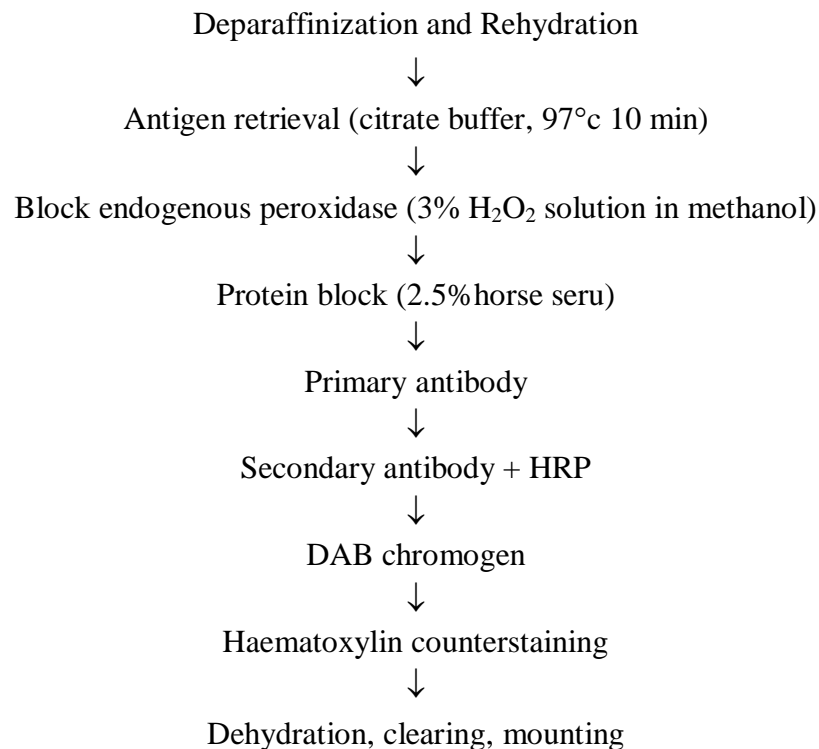 Deparaffinization and Rehydration
↓
Antigen retrieval (citrate buffer, 97°c 10 min)
↓
Block endogenous peroxidase (3% H₂O₂ solution in methanol)
↓
Protein block (2.5%horse seru)
↓
Primary antibody
↓
Secondary antibody + HRP
↓
DAB chromogen
↓
Haematoxylin counterstaining
↓
Dehydration, clearing, mounting